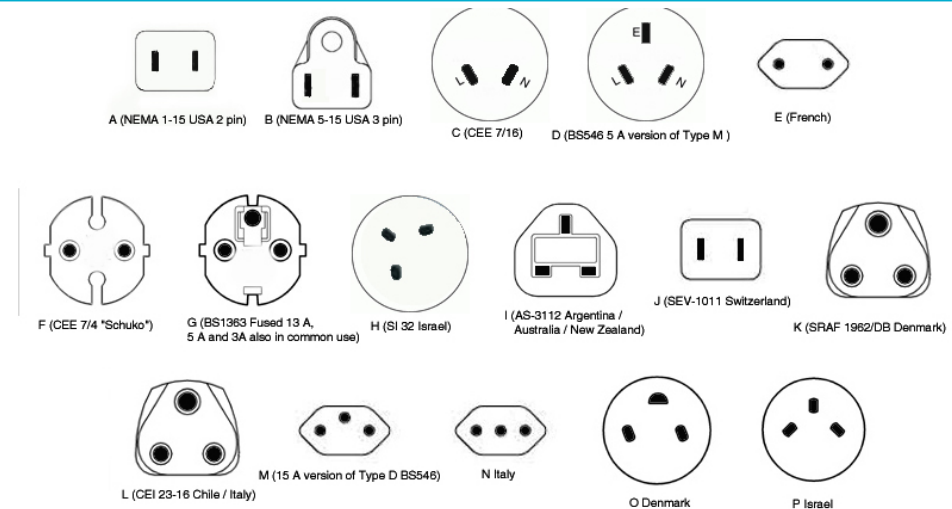 E
L N
L N
A (NEMA 1-15 USA 2 pin) B (NEMA 5-15 USA 3 pin) C (CEE 7/16) D (BS546 5 A version of Type M ) E (French)
F (CEE 7/4 "Schuko") G (BS1363 Fused 13 A,
5 A and 3A also in common use) H (SI 32 Israel) I (AS-3112 Argentina /
Australia / New Zealand) J (SEV-1011 Switzerland) K (SRAF 1962/DB Denmark)
L (CEI 23-16 Chile / Italy) M (15 A version of Type D BS546) N Italy O Denmark P Israel